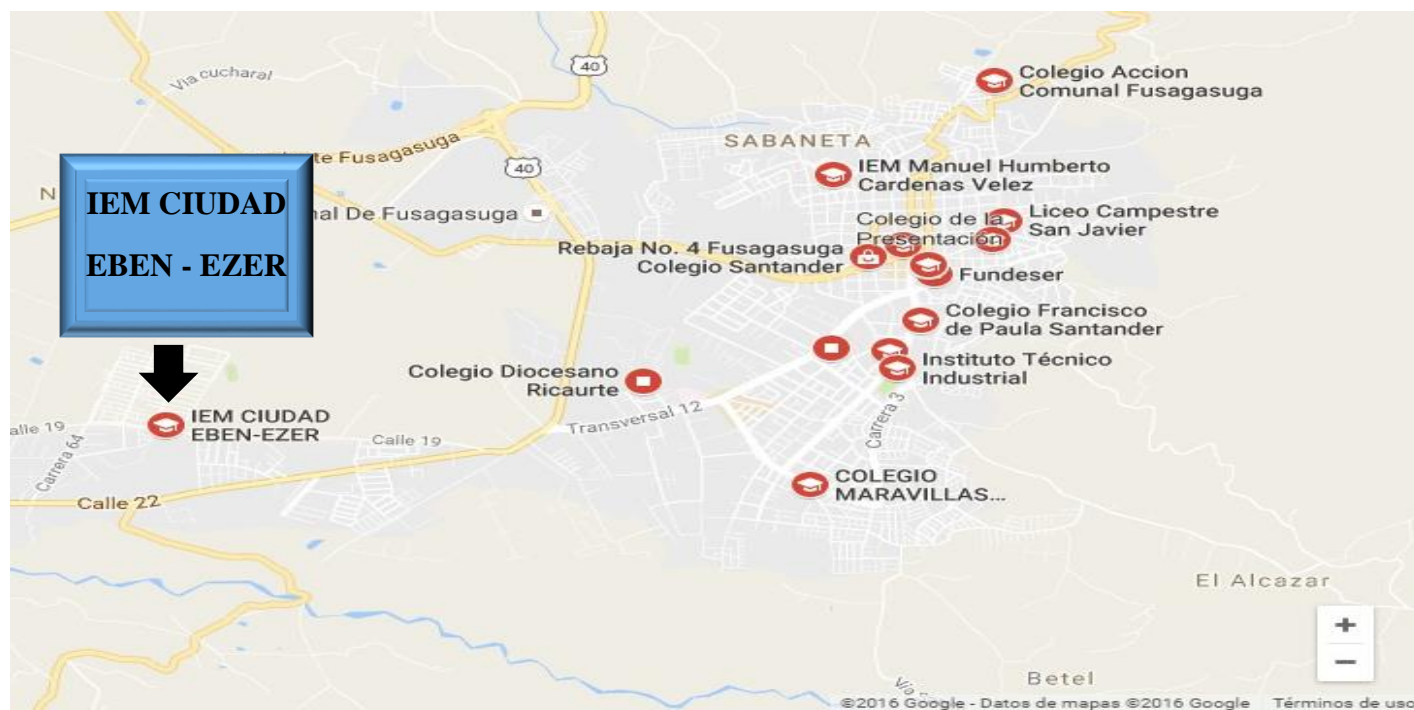 Via cucharal
40
Colegio Accion
Comunal Fusagasuga
SABANETA
Fusagasuga
40
IEM Manuel Humberto
Cardenas Velez
IEM CIUDAD
EBEN - EZER
N
nal De Fusagasuga
Colegio de la
Presentación
Liceo Campestre
San Javier
Rebaja No. 4 Fusagasuga
Colegio Santander
Fundeser
Colegio Francisco
de Paula Santander
Instituto Técnico
Industrial
Colegio Diocesano
Ricaurte
Transversal 12
Carrera 3
IEM CIUDAD
EBEN-EZER
alle 19
Calle 19
Carrera 64
Calle 22
COLEGIO
MARAVILLAS...
El Alcazar
+
−
Betel
©2016 Google - Datos de mapas ©2016 Google
Términos de uso